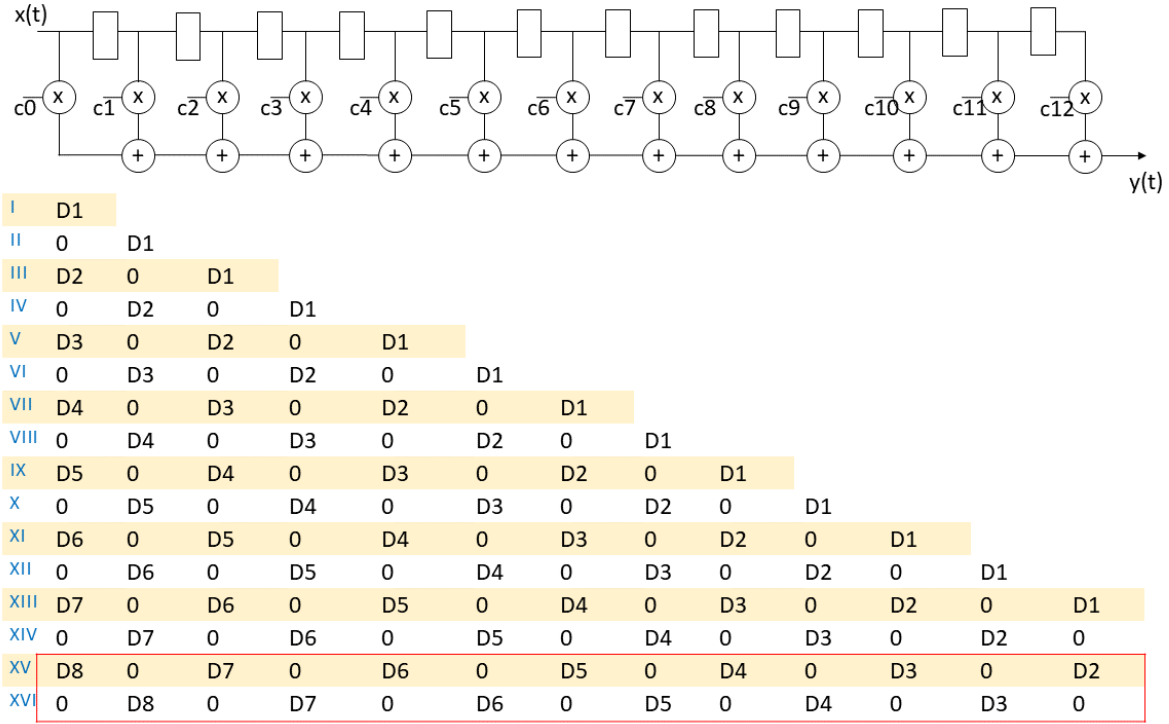 x(t)
c0 x c1 x c2 x c3 x c4 x c5 x c6 x c7 x c8 x c9 x c10 x c11 x c12 x
+ + + + + + + + + + + +
y(t)
I D1
II 0 D1
III D2 0 D1
IV 0 D2 0 D1
V D3 0 D2 0 D1
VI 0 D3 0 D2 0 D1
VII D4 0 D3 0 D2 0 D1
VIII 0 D4 0 D3 0 D2 0 D1
IX D5 0 D4 0 D3 0 D2 0 D1
X 0 D5 0 D4 0 D3 0 D2 0 D1
XI D6 0 D5 0 D4 0 D3 0 D2 0 D1
XII 0 D6 0 D5 0 D4 0 D3 0 D2 0 D1
XIII D7 0 D6 0 D5 0 D4 0 D3 0 D2 0 D1
XIV 0 D7 0 D6 0 D5 0 D4 0 D3 0 D2 0
XV D8 0 D7 0 D6 0 D5 0 D4 0 D3 0 D2
XVI 0 D8 0 D7 0 D6 0 D5 0 D4 0 D3 0